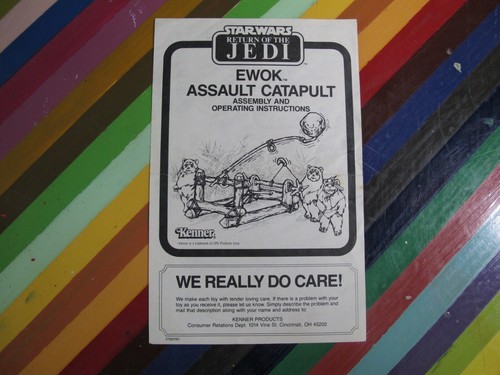 STAR WARS
RETURN OF THE
JEDI
EWOK™
ASSAULT CATAPULT
ASSEMBLY AND
OPERATING INSTRUCTIONS
Kenner
WE REALLY DO CARE!
We make each toy with tender loving care. If there is a problem with your
toy as you receive it, please let us know. Simply describe the problem and
mail that description along with your name and address to:
KENNER PRODUCTS
Consumer Relations Dept. 1014 Vine St. Cincinnati, OH 45202